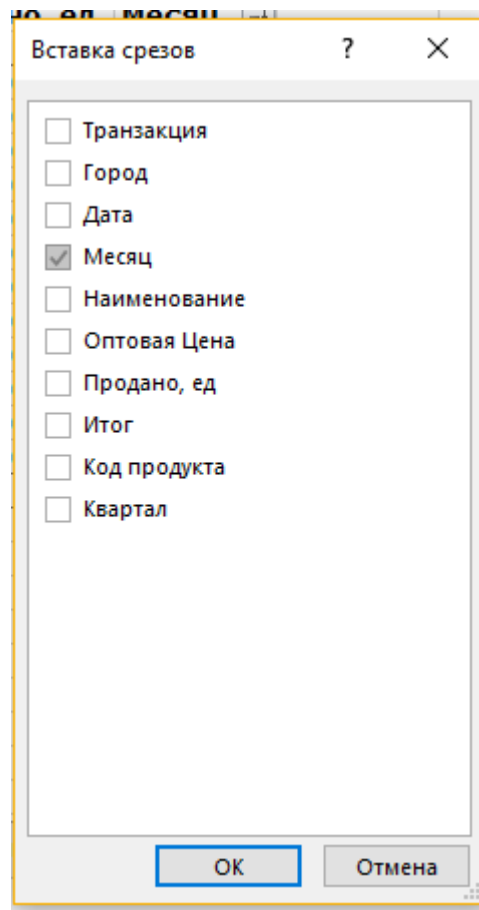 Вставка срезов ?
Транзакция
Город
Дата
Месяц
Наименование
Оптовая Цена
Продано, ед
Итог
Код продукта
Квартал
ОК Отмена